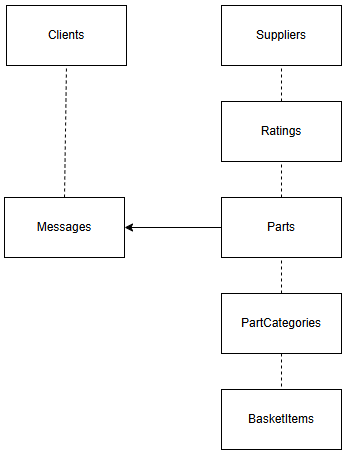 Clients
Suppliers
Ratings
Messages
Parts
PartCategories
BasketItems